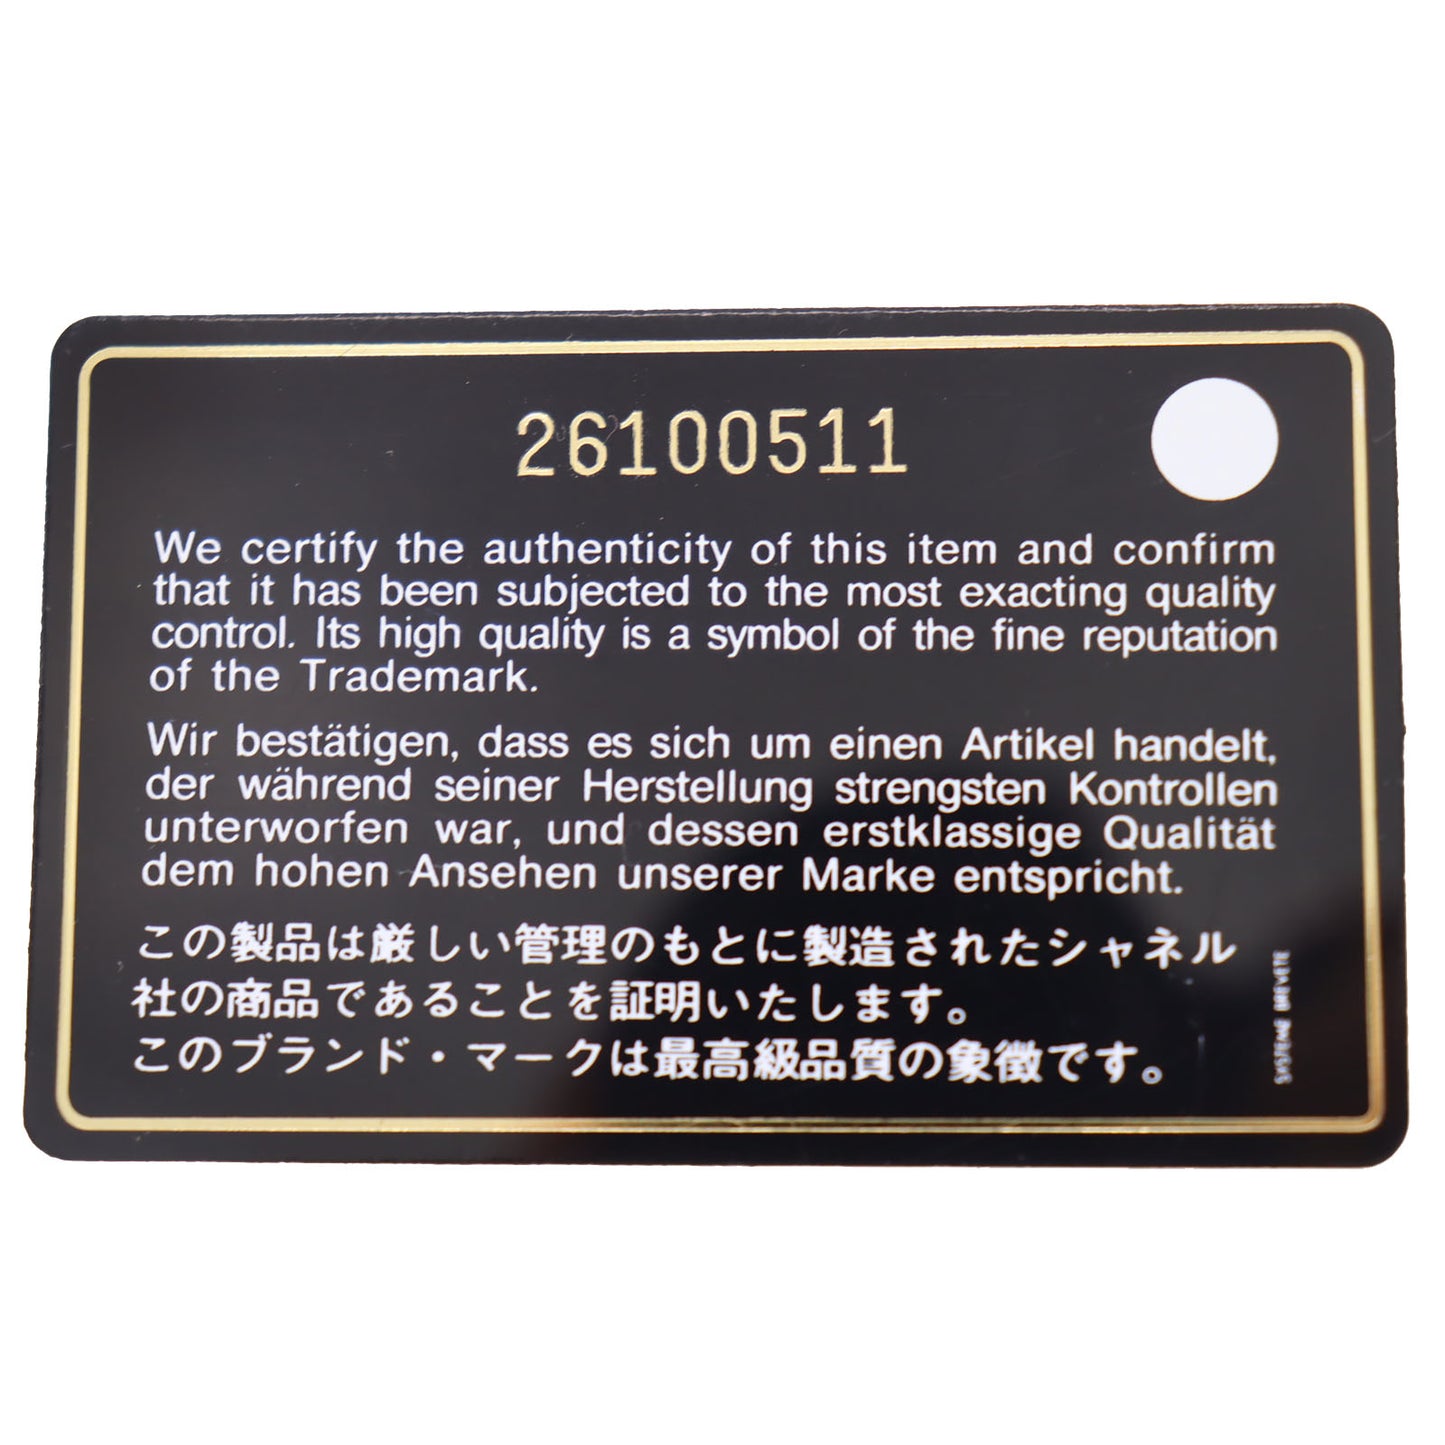 26100511
We certify the authenticity of this item and confirm
that it has been subjected to the most exacting quality
control. Its high quality is a symbol of the fine reputation
of the Trademark.
Wir bestätigen, dass es sich um einen Artikel handelt,
der während seiner Herstellung strengsten Kontrollen
unterworfen war, und dessen erstklassige Qualität
dem hohen Ansehen unserer Marke entspricht.
この製品は厳しい管理のもとに製造されたシャネル
社の商品であることを証明いたします。
このブランド・マークは最高級品質の象徴です。
SYSTEME BREVETE